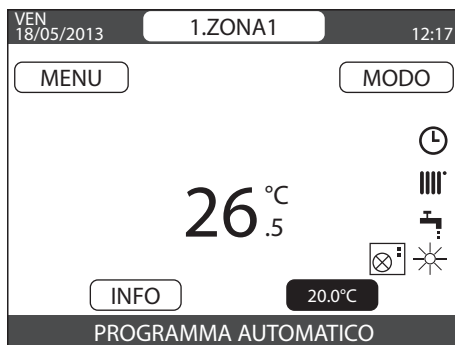 VEN
18/05/2013
1.ZONA1
12:17
MENU
MODO
26.5 °C
INFO
20.0°C
PROGRAMMA AUTOMATICO